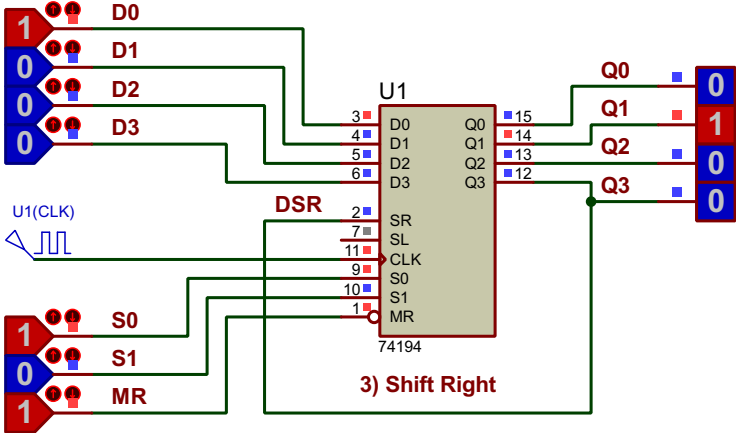 1 D0
0 D1
0 D2
0 D3
U1
3 D0 Q0 15
4 D1 Q1 14
5 D2 Q2 13
6 D3 Q3 12
2 SR
7 SL
11 CLK
9 S0
10 S1
1 MR
74194
Q0 0
Q1 1
Q2 0
Q3 0
DSR
U1(CLK)
1 S0
0 S1
1 MR
3) Shift Right